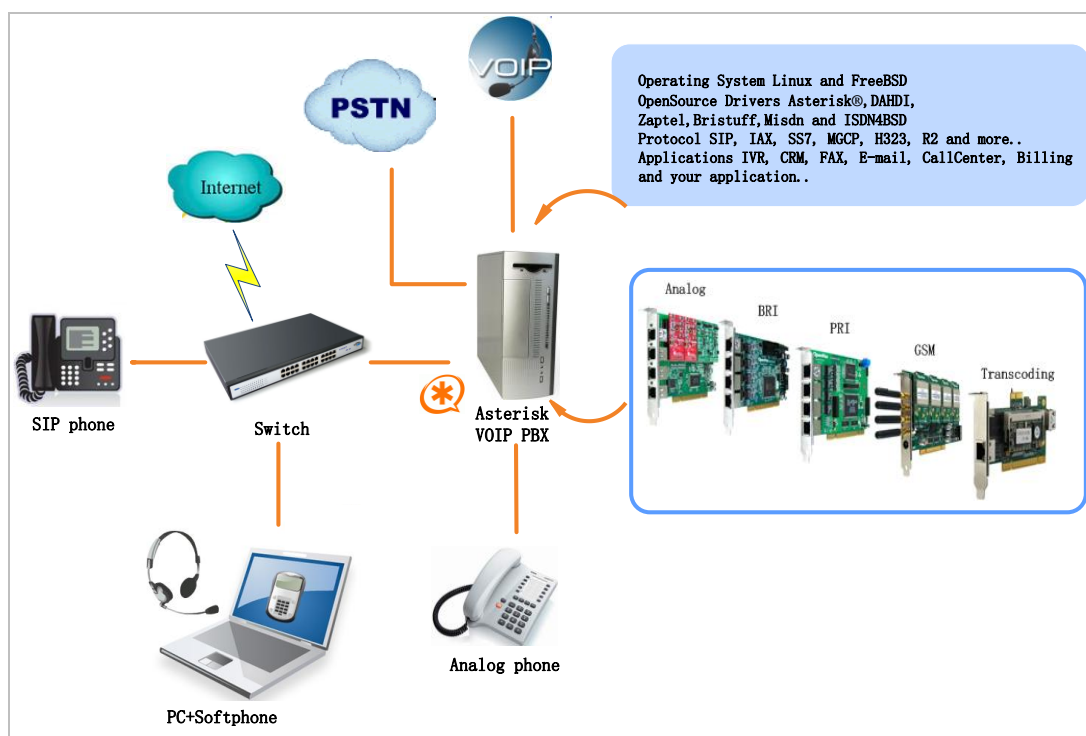 VOIP
PSTN
Operating System Linux and FreeBSD
OpenSource Drivers Asterisk®,DAHDI,
Zaptel,Bristuff,Misdn and ISDN4BSD
Protocol SIP, IAX, SS7, MGCP, H323, R2 and more..
Applications IVR, CRM, FAX, E-mail, CallCenter, Billing
and your application..
Internet
Analog
BRI
PRI
GSM
Transcoding
SIP phone
Switch
Asterisk
VOIP PBX
Analog phone
PC+Softphone